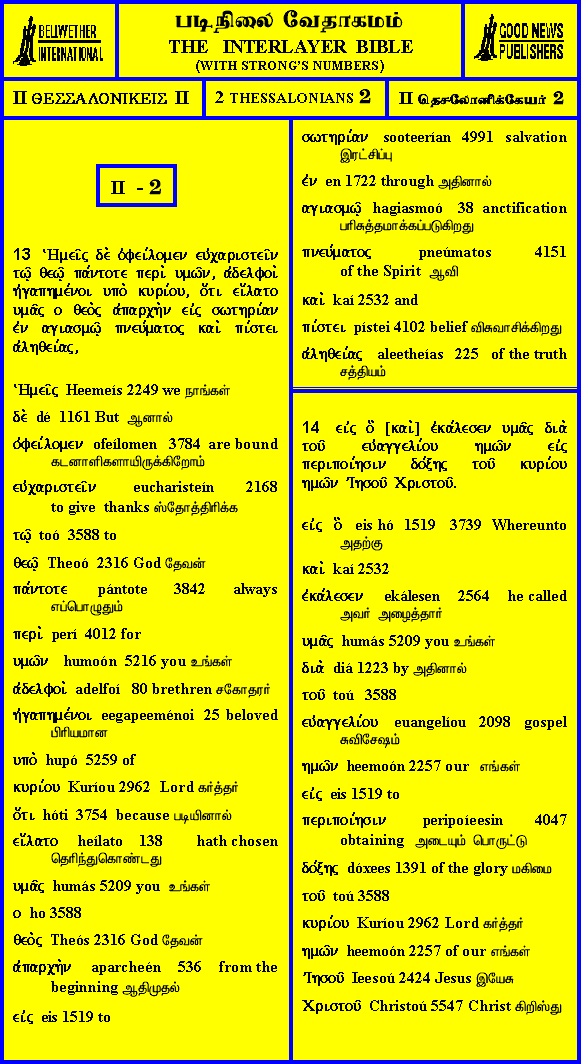 BELLWETHER
INTERNATIONAL
படிநிலை வேதாகமம்
THE INTERLAYER BIBLE
(WITH STRONG'S NUMBERS)
GOOD NEWS
PUBLISHERS
II ΘΕΣΣΑΛΟΝΙΚΕΙΣ II
2 THESSALONIANS 2
II தெசலோனிக்கேயர் 2
II - 2
13 Ἡμεῖς δὲ ὀφείλομεν εὐχαριστεῖν
τῷ θεῷ πάντοτε περὶ υμῶν, ἀδελφοὶ
ἠγαπημένοι υπὸ κυρίου, ὅτι εἵλατο
υμᾶς ο θεὸς ἀπαρχὴν εἰς σωτηρίαν
ἐν αγιασμῷ πνεύματος καὶ πίστει
ἀληθείας,
Ἡμεῖς Heemeís 2249 we நாங்கள்
δὲ dé 1161 But ஆனால்
ὀφείλομεν ofeílomen 3784 are bound
கடனாளிகளாயிருக்கிறோம்
εὐχαριστεῖν eucharisteín 2168
to give thanks ஸ்தோத்திரிக்க
τῷ toó 3588 to
θεῷ Theoó 2316 God தேவன்
πάντοτε pántote 3842 always
எப்பொழுதும்
περὶ perí 4012 for
υμῶν humoón 5216 you உங்கள்
ἀδελφοὶ adelfoí 80 brethren சகோதரர்
ἠγαπημένοι eegapeeménoi 25 beloved
பிரியமான
υπὸ hupó 5259 of
κυρίου Kuríou 2962 Lord கர்த்தர்
ὅτι hóti 3754 because படியினால்
εἵλατο heílato 138 hath chosen
தெரிந்துகொண்டது
υμᾶς humás 5209 you உங்கள்
ο ho 3588
θεὸς Theós 2316 God தேவன்
ἀπαρχὴν aparcheén 536 from the
beginning ஆதிமுதல்
εἰς eis 1519 to
σωτηρίαν sooteerían 4991 salvation
இரட்சிப்பு
ἐν en 1722 through அதினால்
αγιασμῷ hagiasmoó 38 anctification
பரிசுத்தமாக்கப்படுகிறது
πνεύματος pneúmatos 4151
of the Spirit ஆவி
καὶ kaí 2532 and
πίστει pístei 4102 belief விசுவாசிக்கிறது
ἀληθείας aleetheías 225 of the truth
சத்தியம்
14 εἰς ὃ [καὶ] ἐκάλεσεν υμᾶς διὰ
τοῦ εὐαγγελίου ημῶν εἰς
περιποίησιν δόξης τοῦ κυρίου
ημῶν Ἰησοῦ Χριστοῦ.
εἰς ὃ eis hó 1519 3739 Whereunto
அதற்கு
καὶ kaí 2532
ἐκάλεσεν ekálesen 2564 he called
அவர் அழைத்தார்
υμᾶς humás 5209 you உங்கள்
διὰ diá 1223 by அதினால்
τοῦ toú 3588
εὐαγγελίου euangelíou 2098 gospel
சுவிசேஷம்
ημῶν heemoón 2257 our எங்கள்
εἰς eis 1519 to
περιποίησιν peripoíeesin 4047
obtaining அடையும் பொருட்டு
δόξης dóxees 1391 of the glory மகிமை
τοῦ toú 3588
κυρίου Kuríou 2962 Lord கர்த்தர்
ημῶν heemoón 2257 of our எங்கள்
Ἰησοῦ Ieesoú 2424 Jesus இயேசு
Χριστοῦ Christoú 5547 Christ கிறிஸ்து